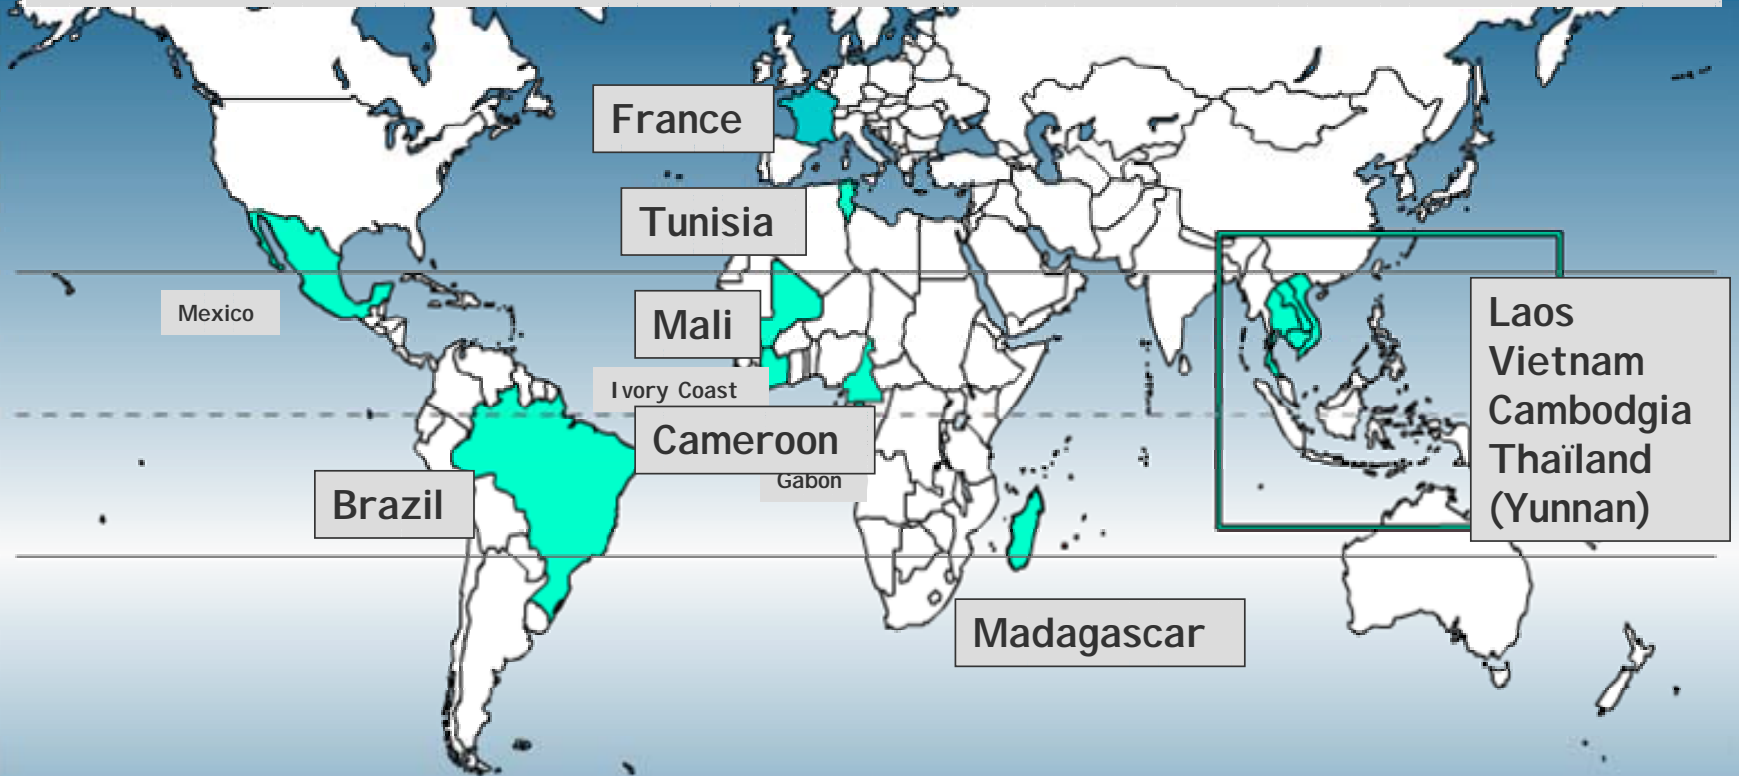 France
Tunisia
Mexico
Mali
Ivory Coast
Cameroon
Gabon
Brazil
Madagascar
Laos
Vietnam
Cambodgia
Thaïland
(Yunnan)